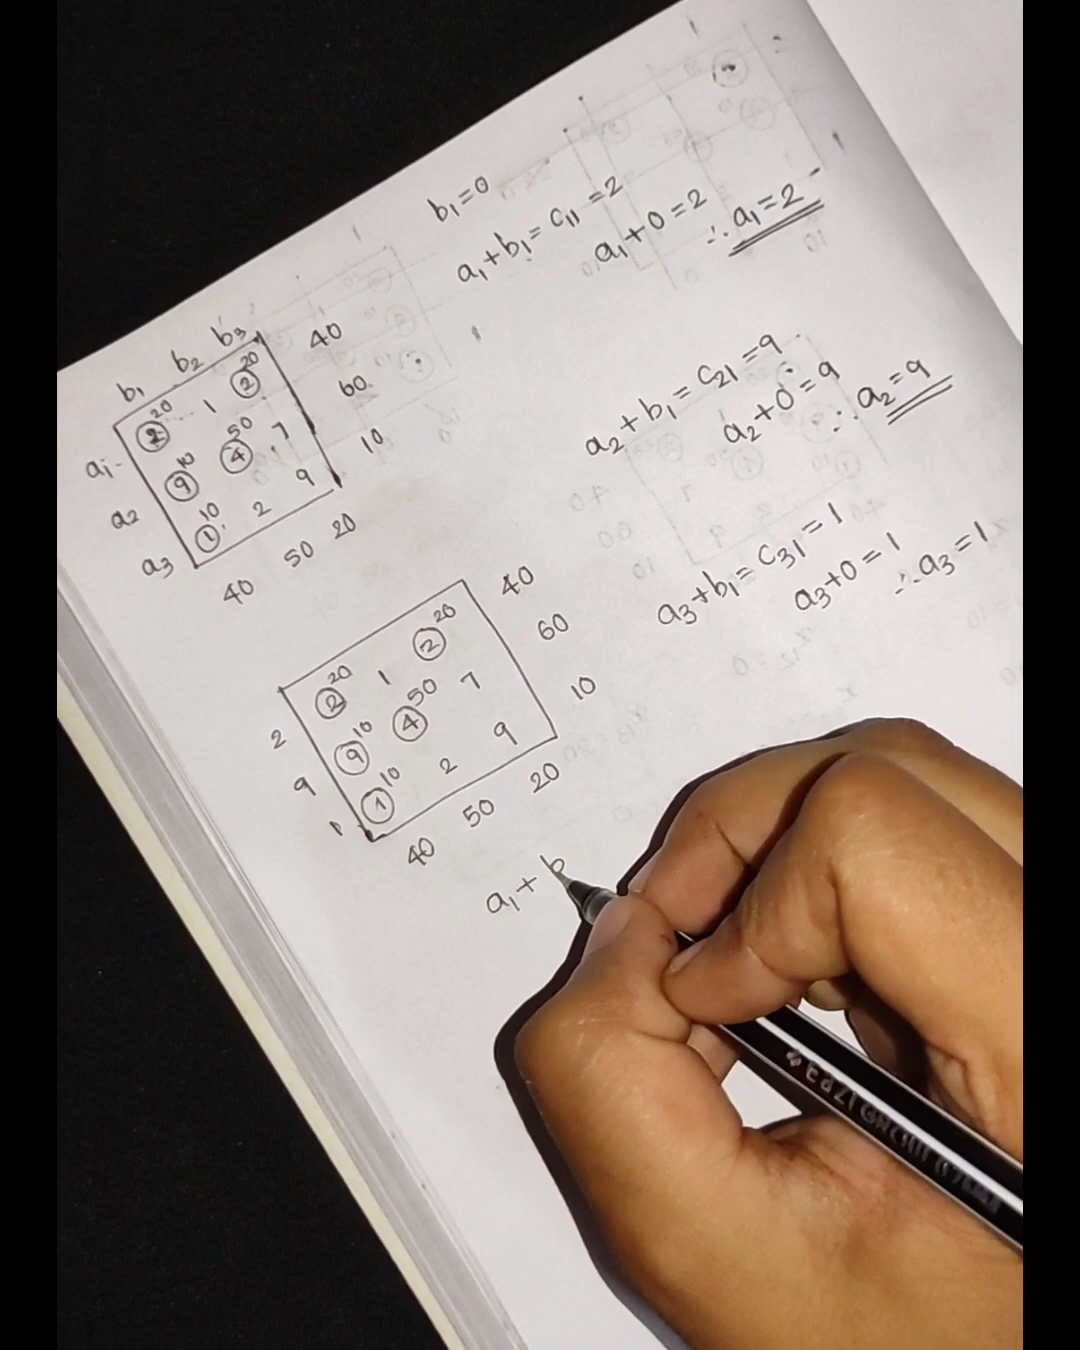 b₁=0
a₁+b₁= c₁₁ =2
a₁+0=2
∴ a₁=2
b₁ b₂ b₃
a₁ 2 20 1 2 20 40
a₂ 9 10 4 50 7 60
a₃ 1 10 2 9 10
40 50 20
a₂+b₁= c₂₁ =9
a₂+0=9
∴ a₂=9
a₃+b₁= c₃₁ =1
a₃+0=1
∴ a₃=1
2 2 20 1 2 20 40
9 9 10 4 50 7 60
1 1 10 2 9 10
40 50 20
a₁+b